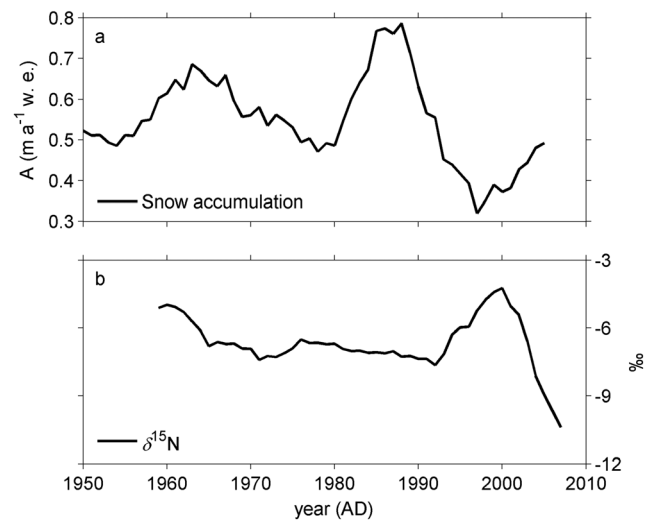 a
0.8
0.7
0.6
0.5
0.4
0.3
A (m a⁻¹ w. e.)
Snow accumulation
b
-3
-6
-9
-12
‰
δ¹⁵N
1950 1960 1970 1980 1990 2000 2010
year (AD)